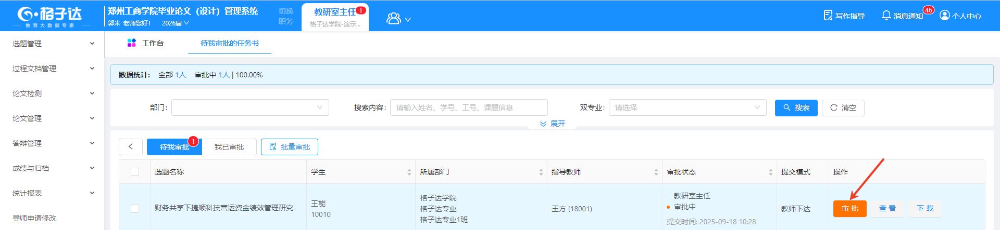 格子达
教育大数据专家
郑州工商学院毕业论文（设计）管理系统
郭米 老师您好！ 2026届
切换
职务
教研室主任 1
格子达学院-演示...
写作指导
消息通知 46
个人中心
选题管理
过程文档管理
论文检测
论文管理
答辩管理
成绩与归档
统计报表
导师申请修改
工作台 待我审批的任务书
数据统计: 全部 1人 审批中 1人 | 100.00%
部门: 搜索内容: 请输入姓名、学号、工号、课题信息 双专业: 请选择 搜索 清空
展开
待我审批 1 我已审批 批量审批
选题名称 学生 所属部门 指导教师 审批状态 提交模式 操作
财务共享下捷顺科技营运资金绩效管理研究
王能
10010
格子达学院
格子达专业
格子达专业1班
王方 (18001)
教研室主任
审批中
提交时间: 2025-09-18 10:28
教师下达
审 批 查 看 下 载